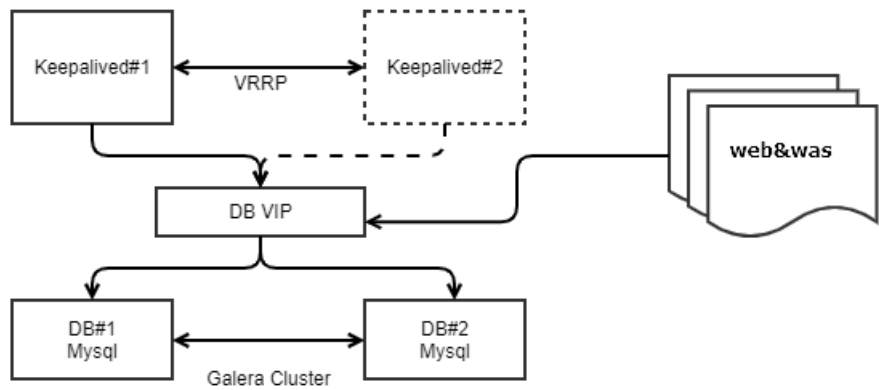 Keepalived#1
VRRP
Keepalived#2
web&was
DB VIP
DB#1
Mysql
DB#2
Mysql
Galera Cluster